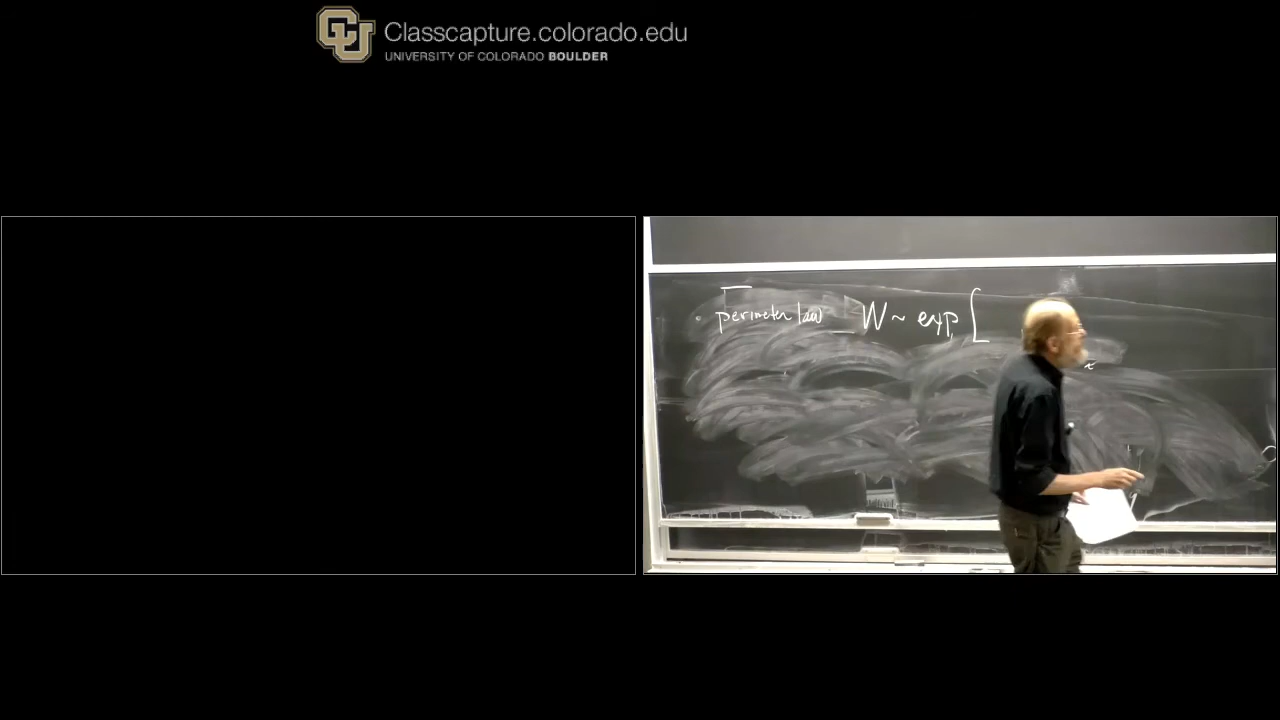 Classcapture.colorado.edu
UNIVERSITY OF COLORADO BOULDER
perimeter law W ~ exp [